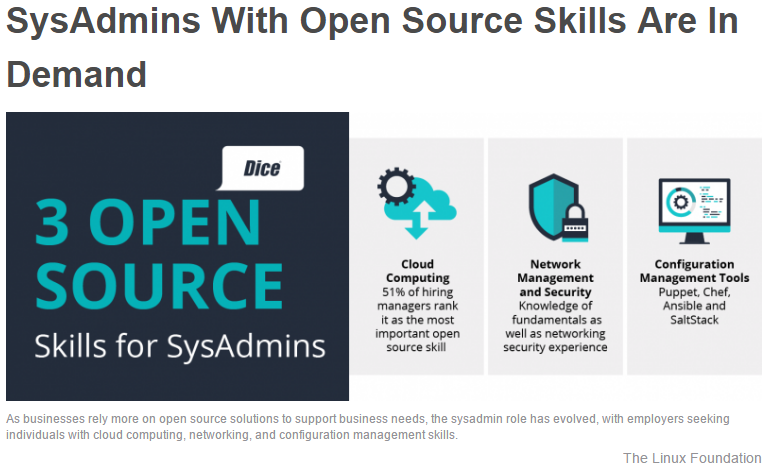 SysAdmins With Open Source Skills Are In
Demand
Dice
3 OPEN
SOURCE
Skills for SysAdmins
Cloud
Computing
51% of hiring
managers rank
it as the most
important open
source skill
Network
Management
and Security
Knowledge of
fundamentals as
well as networking
security experience
Configuration
Management Tools
Puppet, Chef,
Ansible and
SaltStack
As businesses rely more on open source solutions to support business needs, the sysadmin role has evolved, with employers seeking
individuals with cloud computing, networking, and configuration management skills.
The Linux Foundation